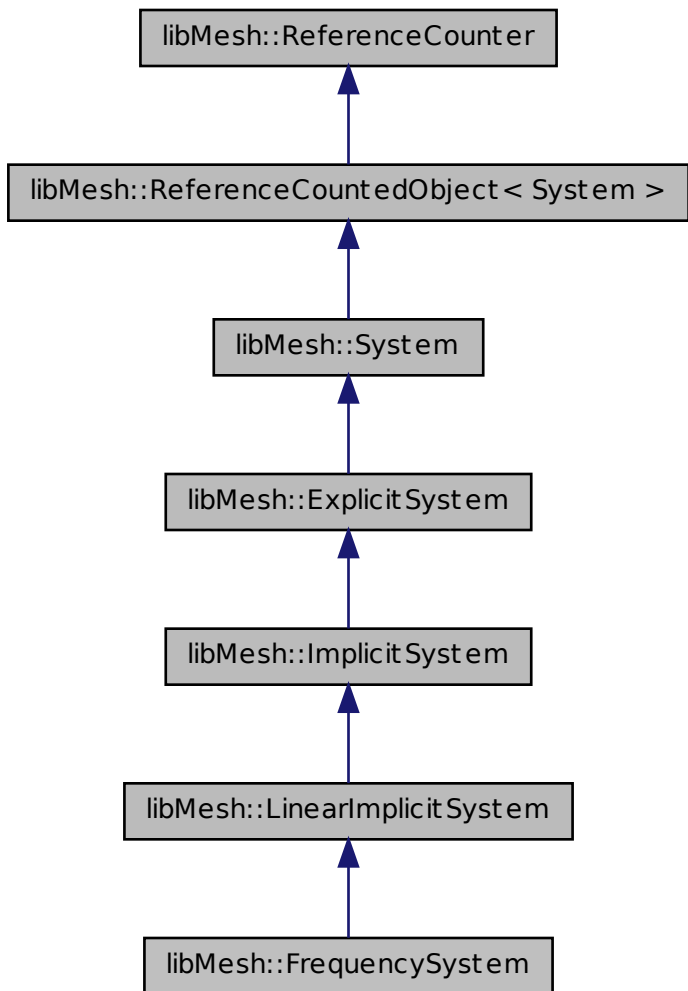 libMesh::ReferenceCounter
libMesh::ReferenceCountedObject< System >
libMesh::System
libMesh::ExplicitSystem
libMesh::ImplicitSystem
libMesh::LinearImplicitSystem
libMesh::FrequencySystem